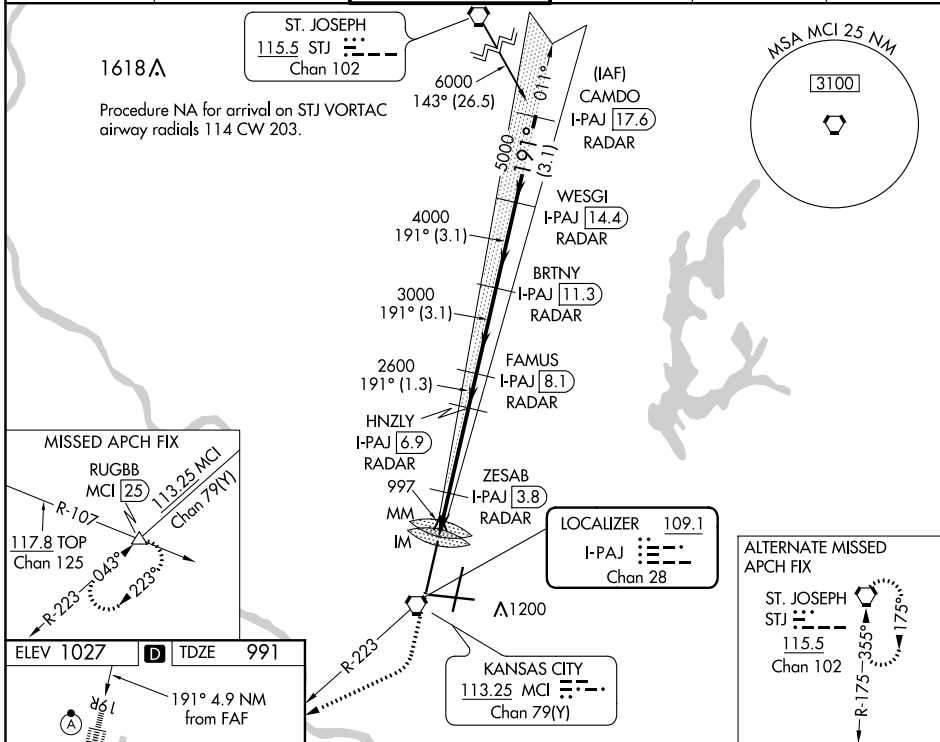 ST. JOSEPH
115.5 STJ
Chan 102
1618
Procedure NA for arrival on STJ VORTAC
airway radials 114 CW 203.
6000
143° (26.5)
011°
(IAF)
CAMDO
I-PAJ 17.6
RADAR
5000
191°
(3.1)
MSA MCI 25 NM
3100
WESGI
I-PAJ 14.4
RADAR
4000
191° (3.1)
BRTNY
I-PAJ 11.3
RADAR
3000
191° (3.1)
FAMUS
I-PAJ 8.1
RADAR
2600
191° (1.3)
HNZLY
I-PAJ 6.9
RADAR
ZESAB
I-PAJ 3.8
RADAR
997
MM
IM
LOCALIZER 109.1
I-PAJ
Chan 28
1200
R-223
KANSAS CITY
113.25 MCI
Chan 79(Y)
MISSED APCH FIX
RUGBB
MCI 25
113.25 MCI
Chan 79(Y)
R-107
117.8 TOP
Chan 125
R-223
043°
223°
ALTERNATE MISSED
APCH FIX
ST. JOSEPH
STJ
115.5
Chan 102
175°
R-175
355°
ELEV 1027 D TDZE 991
191° 4.9 NM
from FAF
19R
A